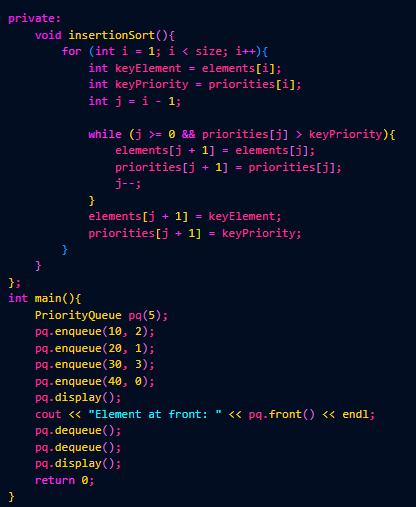 private:
    void insertionSort(){
        for (int i = 1; i < size; i++){
            int keyElement = elements[i];
            int keyPriority = priorities[i];
            int j = i - 1;

            while (j >= 0 && priorities[j] > keyPriority){
                elements[j + 1] = elements[j];
                priorities[j + 1] = priorities[j];
                j--;
            }
            elements[j + 1] = keyElement;
            priorities[j + 1] = keyPriority;
        }
    }
};
int main(){
    PriorityQueue pq(5);
    pq.enqueue(10, 2);
    pq.enqueue(20, 1);
    pq.enqueue(30, 3);
    pq.enqueue(40, 0);
    pq.display();
    cout << "Element at front: " << pq.front() << endl;
    pq.dequeue();
    pq.dequeue();
    pq.display();
    return 0;
}